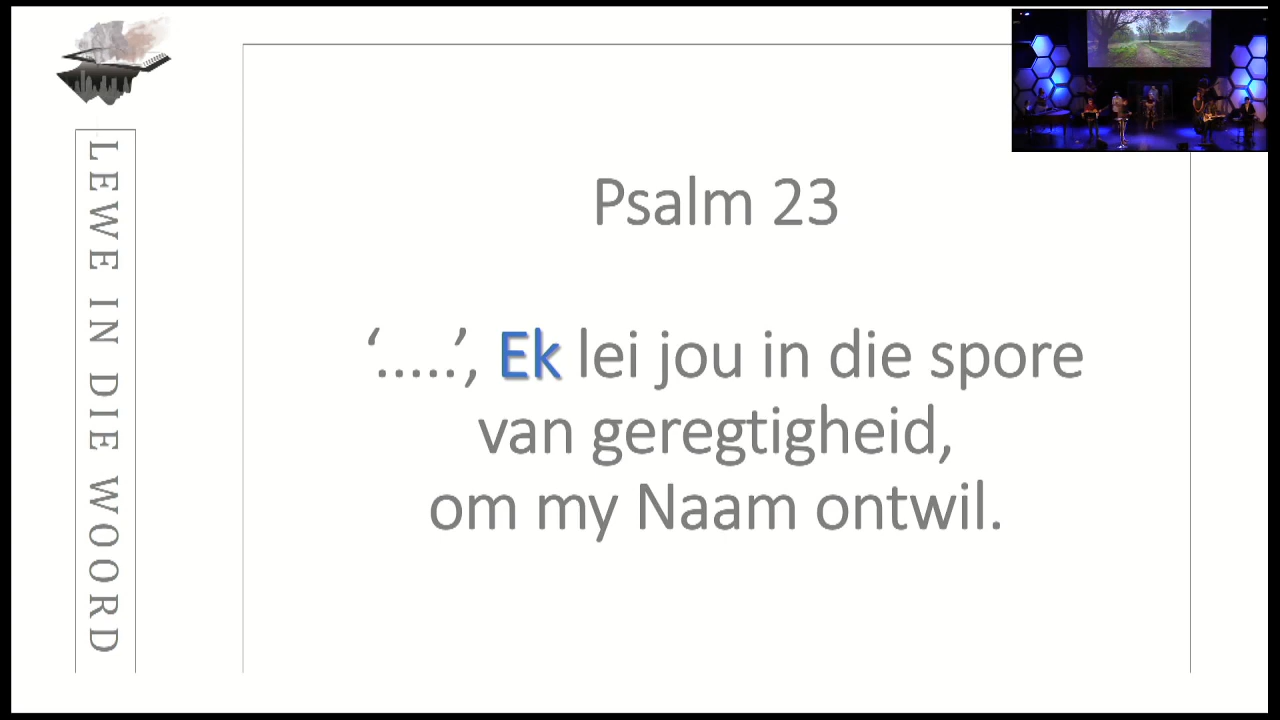 LEWE IN DIE WOORD
Psalm 23
‘.....’, Ek lei jou in die spore
van geregtigheid,
om my Naam ontwil.